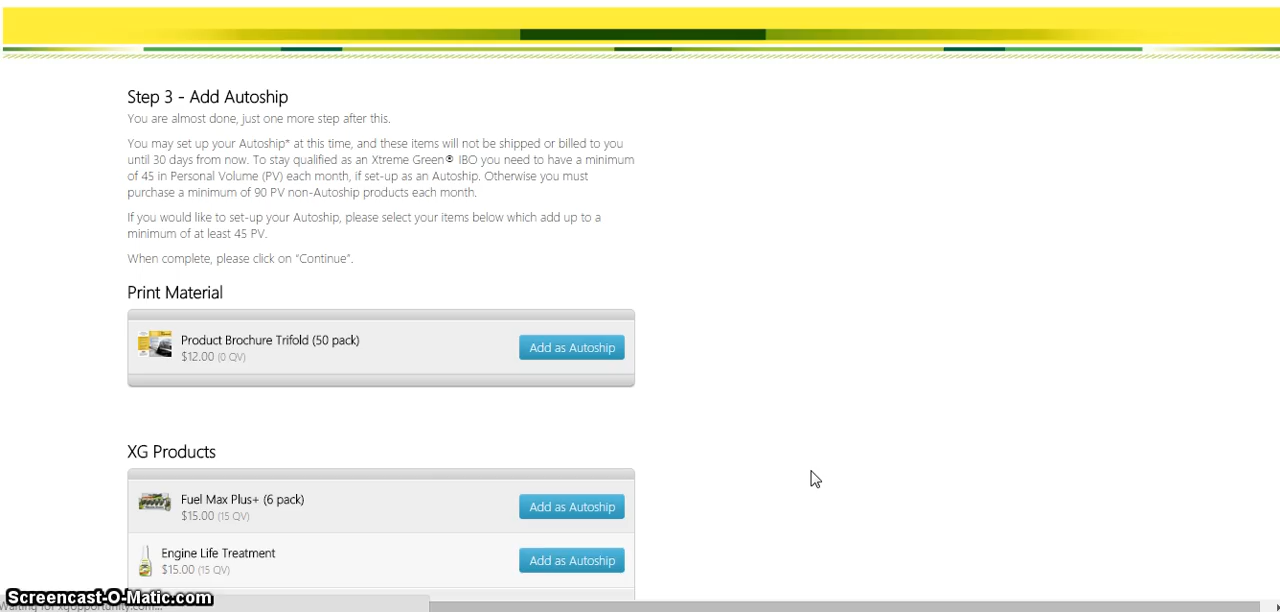 Step 3 - Add Autoship
You are almost done, just one more step after this.
You may set up your Autoship* at this time, and these items will not be shipped or billed to you
until 30 days from now. To stay qualified as an Xtreme Green® IBO you need to have a minimum
of 45 in Personal Volume (PV) each month, if set-up as an Autoship. Otherwise you must
purchase a minimum of 90 PV non-Autoship products each month.
If you would like to set-up your Autoship, please select your items below which add up to a
minimum of at least 45 PV.
When complete, please click on “Continue”.
Print Material
Product Brochure Trifold (50 pack)
$12.00 (0 QV)
Add as Autoship
XG Products
Fuel Max Plus+ (6 pack)
$15.00 (15 QV)
Add as Autoship
Engine Life Treatment
$15.00 (15 QV)
Add as Autoship
Screencast-O-Matic.com
Waiting for xgopportunity.com...